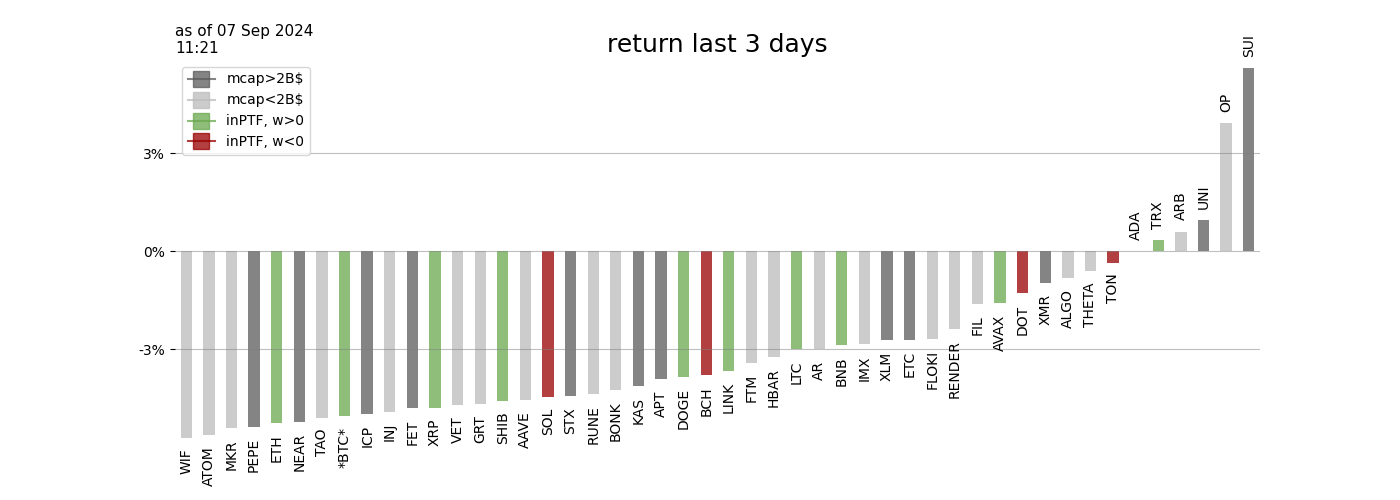 as of 07 Sep 2024
11:21
return last 3 days
mcap>2B$
mcap<2B$
inPTF, w>0
inPTF, w<0
3%
0%
-3%
WIF
ATOM
MKR
PEPE
ETH
NEAR
TAO
*BTC*
ICP
INJ
FET
XRP
VET
GRT
SHIB
AAVE
SOL
STX
RUNE
BONK
KAS
APT
DOGE
BCH
LINK
FTM
HBAR
LTC
AR
BNB
IMX
XLM
ETC
FLOKI
RENDER
FIL
AVAX
DOT
XMR
ALGO
THETA
TON
ADA
TRX
ARB
UNI
OP
SUI